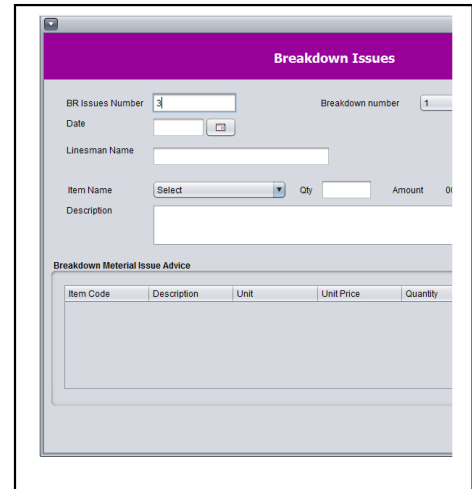 Breakdown Issues
BR Issues Number 3 Breakdown number 1
Date
Linesman Name
Item Name Select Qty Amount 00
Description
Breakdown Meterial Issue Advice
Item Code Description Unit Unit Price Quantity